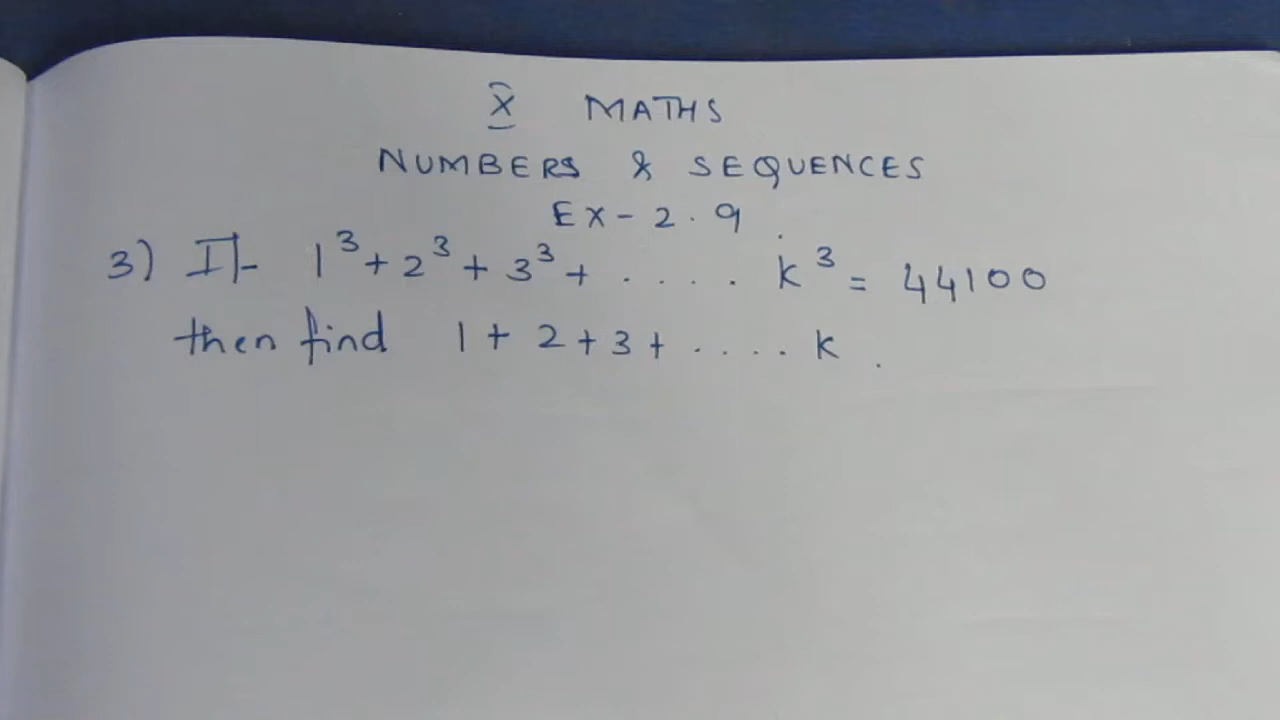 X MATHS
NUMBERS & SEQUENCES
Ex - 2.9
3) If 1³ + 2³ + 3³ + ..... k³ = 44100
then find 1 + 2 + 3 + ..... k.